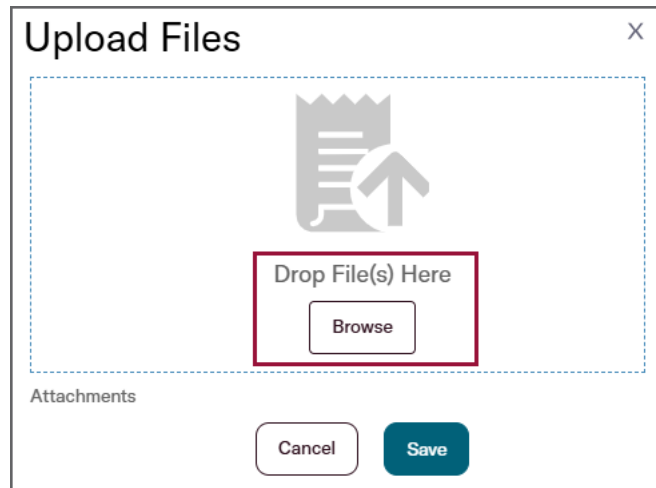 Upload Files
X
Drop File(s) Here
Browse
Attachments
Cancel
Save